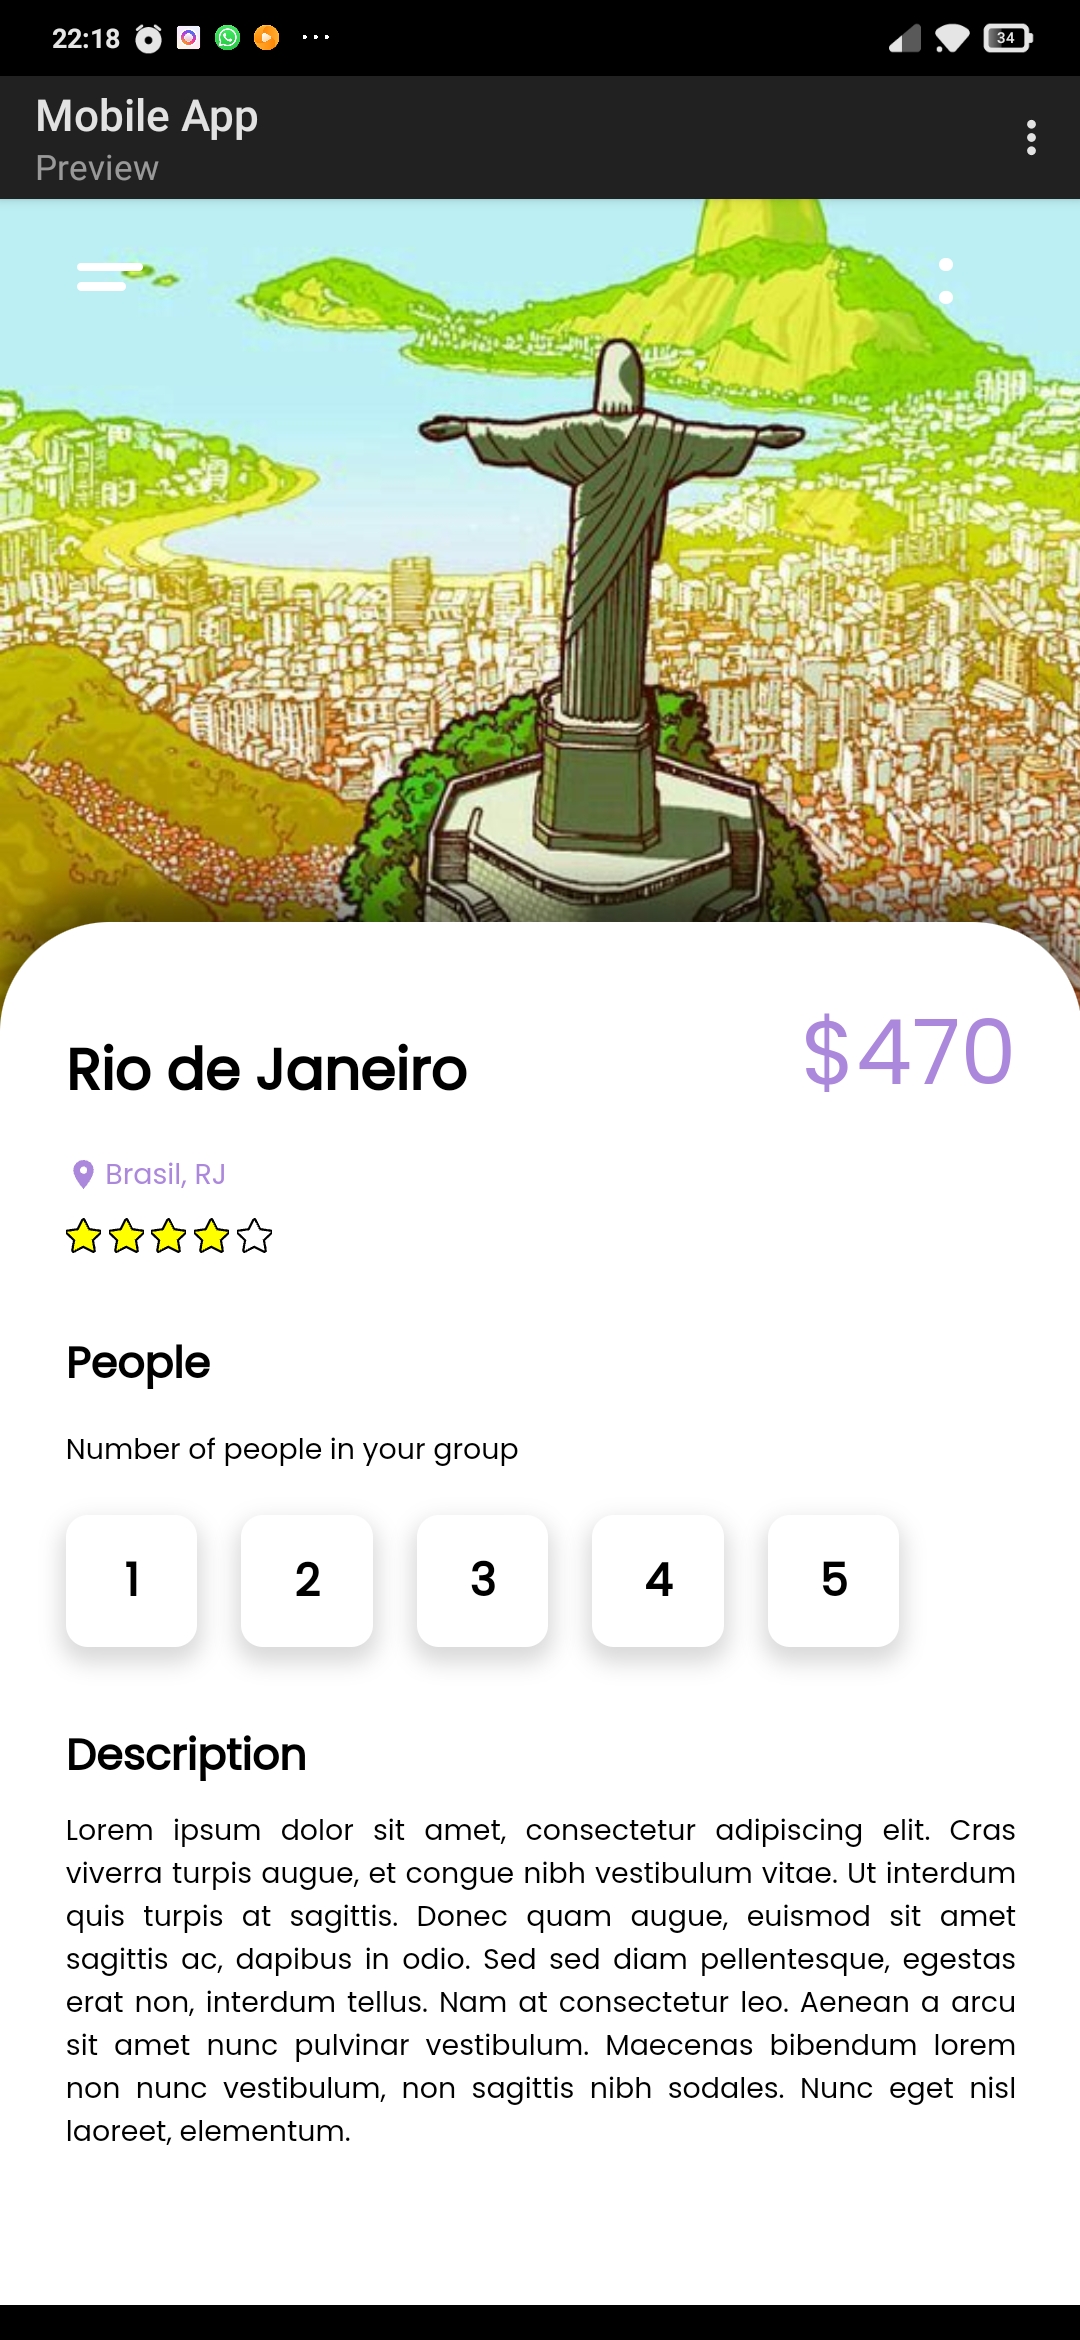 22:18
34
Mobile App
Preview
Rio de Janeiro
$470
Brasil, RJ
People
Number of people in your group
1 2 3 4 5
Description
Lorem ipsum dolor sit amet, consectetur adipiscing elit. Cras
viverra turpis augue, et congue nibh vestibulum vitae. Ut interdum
quis turpis at sagittis. Donec quam augue, euismod sit amet
sagittis ac, dapibus in odio. Sed sed diam pellentesque, egestas
erat non, interdum tellus. Nam at consectetur leo. Aenean a arcu
sit amet nunc pulvinar vestibulum. Maecenas bibendum lorem
non nunc vestibulum, non sagittis nibh sodales. Nunc eget nisl
laoreet, elementum.